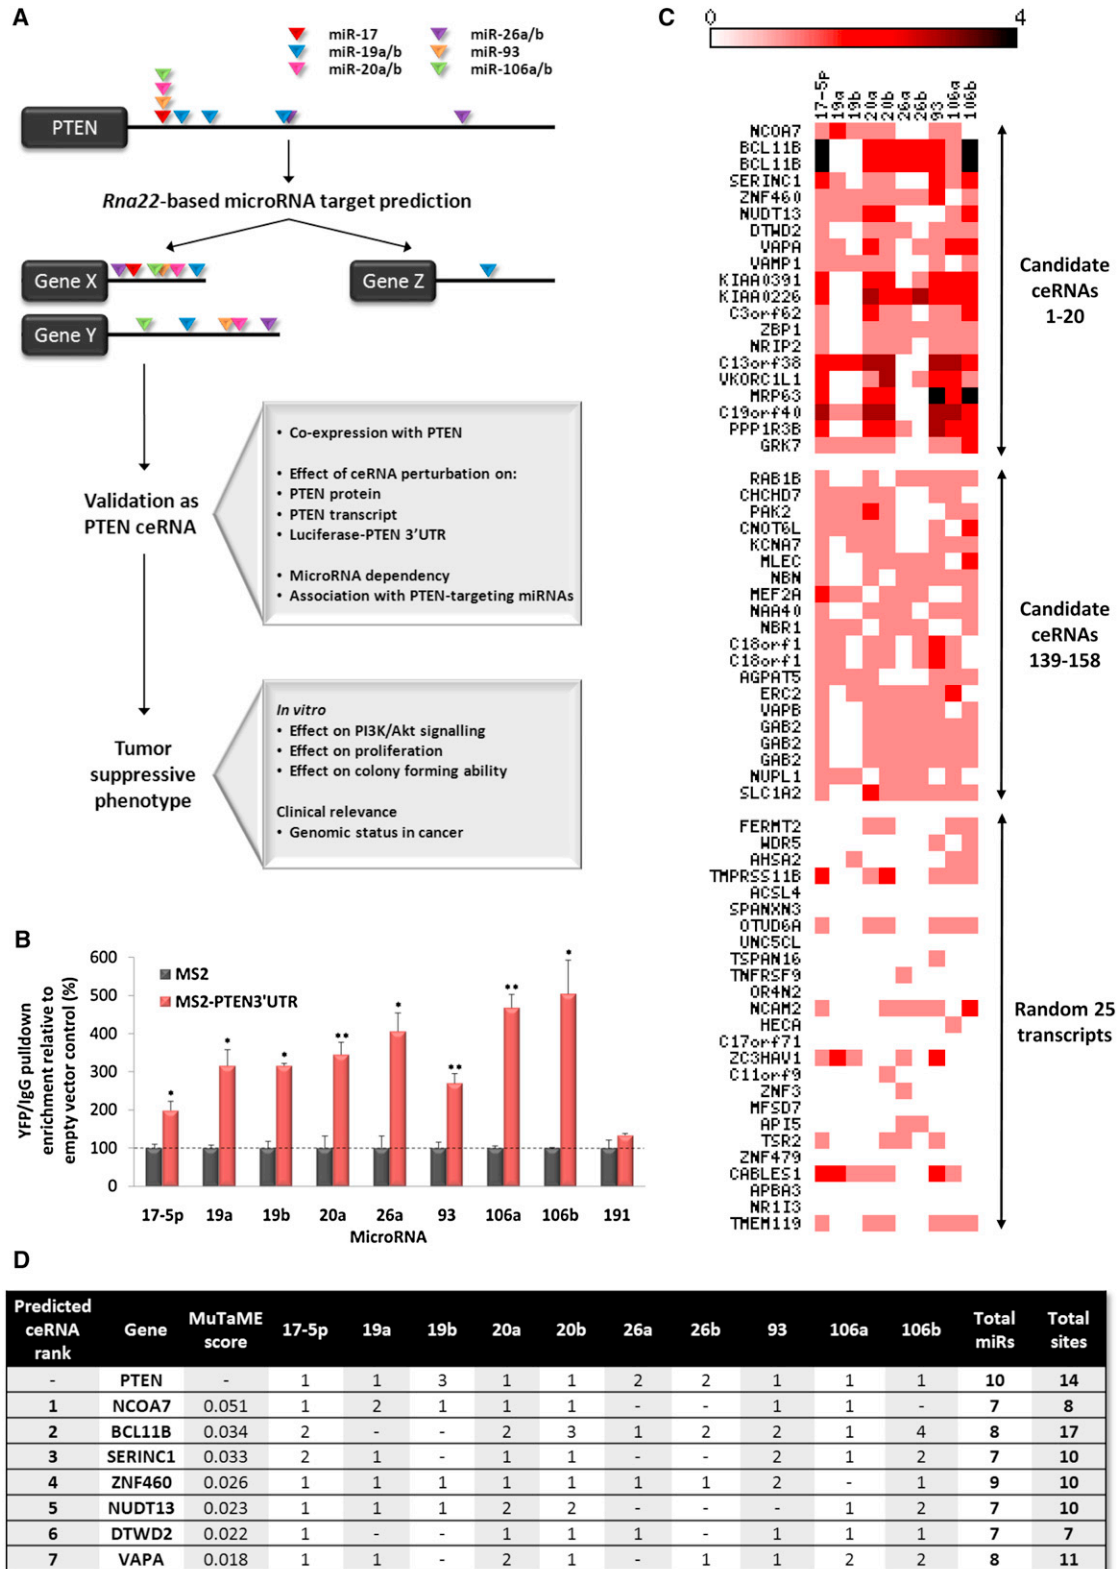 A
miR-17
miR-26a/b
miR-19a/b
miR-93
miR-20a/b
miR-106a/b
PTEN
Rna22-based microRNA target prediction
Gene X
Gene Z
Gene Y
Validation as
PTEN ceRNA
• Co-expression with PTEN
• Effect of ceRNA perturbation on:
• PTEN protein
• PTEN transcript
• Luciferase-PTEN 3'UTR
• MicroRNA dependency
• Association with PTEN-targeting miRNAs
Tumor
suppressive
phenotype
In vitro
• Effect on PI3K/Akt signalling
• Effect on proliferation
• Effect on colony forming ability
Clinical relevance
• Genomic status in cancer
B
YFP/IgG pulldown
enrichment relative to
empty vector control (%)
600
500
400
300
200
100
0
MS2
MS2-PTEN3'UTR
* * * ** * ** ** *
17-5p 19a 19b 20a 26a 93 106a 106b 191
MicroRNA
C
0 4
17-5p 19a 19b 20a 20b 26a 26b 93 106a 106b
NCOA7
BCL11B
BCL11B
SERINC1
ZNF460
NUDT13
DTWD2
VAPA
VAMP1
KIAA0391
KIAA0226
C3orf62
ZBP1
NRIP2
C13orf38
VKORC1L1
MRP63
C19orf40
PPP1R3B
GRK7
Candidate
ceRNAs
1-20
RAB1B
CHCHD7
PAK2
CNOT6L
KCNA7
MLEC
NBN
MEF2A
NAA40
NBR1
C18orf1
C18orf1
AGPAT5
ERC2
VAPB
GAB2
GAB2
GAB2
NUPL1
SLC1A2
Candidate
ceRNAs
139-158
FERMT2
WDR5
AHSA2
TMPRSS11B
ACSL4
SPANXN3
OTUD6A
UNC5CL
TSPAN16
TNFRSF9
OR4N2
NCAM2
HECA
C17orf71
ZC3HAV1
C11orf9
ZNF3
MFSD7
API5
TSR2
ZNF479
CABLES1
APBA3
NR1I3
TMEM119
Random 25
transcripts
D
Predicted ceRNA rank Gene MuTaME score 17-5p 19a 19b 20a 20b 26a 26b 93 106a 106b Total miRs Total sites
- PTEN - 1 1 3 1 1 2 2 1 1 1 10 14
1 NCOA7 0.051 1 2 1 1 1 - - 1 1 - 7 8
2 BCL11B 0.034 2 - - 2 3 1 2 2 1 4 8 17
3 SERINC1 0.033 2 1 - 1 1 - - 2 1 2 7 10
4 ZNF460 0.026 1 1 1 1 1 1 1 2 - 1 9 10
5 NUDT13 0.023 1 1 1 2 2 - - - 1 2 7 10
6 DTWD2 0.022 1 - - 1 1 1 - 1 1 1 7 7
7 VAPA 0.018 1 1 - 2 1 - 1 1 2 2 8 11